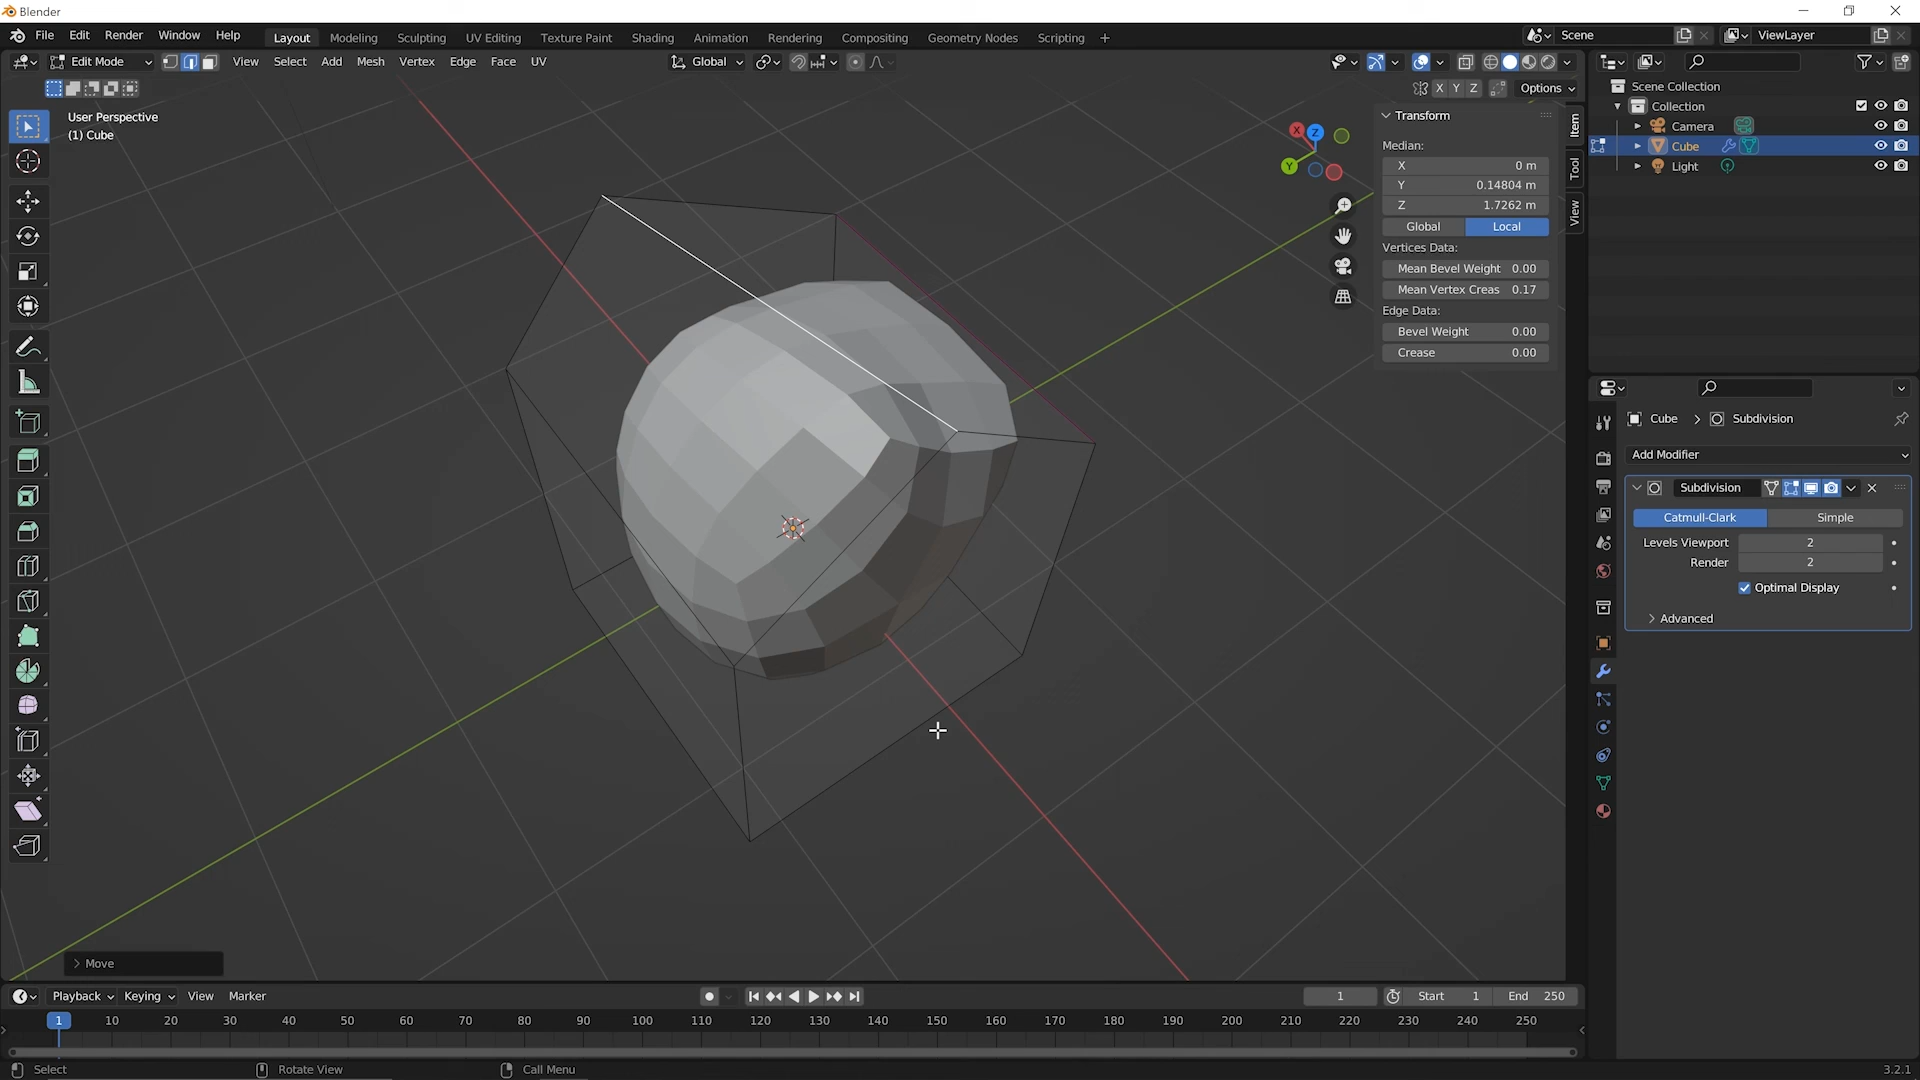 Blender
File Edit Render Window Help Layout Modeling Sculpting UV Editing Texture Paint Shading Animation Rendering Compositing Geometry Nodes Scripting + Scene ViewLayer
Edit Mode View Select Add Mesh Vertex Edge Face UV Global
X Y Z Options
User Perspective
(1) Cube
X Z Y
Transform
Median:
X 0 m
Y 0.14804 m
Z 1.7262 m
Global Local
Vertices Data:
Mean Bevel Weight 0.00
Mean Vertex Creas 0.17
Edge Data:
Bevel Weight 0.00
Crease 0.00
Item
Tool
View
Scene Collection
Collection
Camera
Cube
Light
Cube > Subdivision
Add Modifier
Subdivision
Catmull-Clark Simple
Levels Viewport 2
Render 2
Optimal Display
Advanced
Move
Playback Keying View Marker 1 Start 1 End 250
1 10 20 30 40 50 60 70 80 90 100 110 120 130 140 150 160 170 180 190 200 210 220 230 240 250
Select Rotate View Call Menu 3.2.1